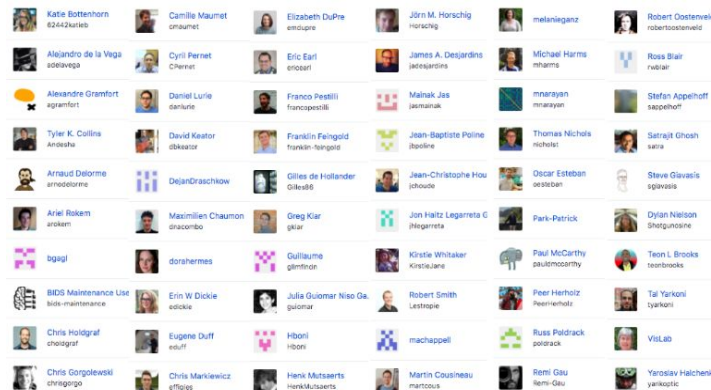 Katie Bottenhorn
62442katieb
Alejandro de la Vega
adelavega
Alexandre Gramfort
agramfort
Tyler K. Collins
Andesha
Arnaud Delorme
arnodelorme
Ariel Rokem
arokem
bgagl
BIDS Maintenance Use
bids-maintenance
Chris Holdgraf
choldgraf
Chris Gorgolewski
chrisgorgo
Camille Maumet
cmaumet
Cyril Pernet
CPernet
Daniel Lurie
danlurie
David Keator
dbkeator
DejanDraschkow
Maximilien Chaumon
dnacombo
dorahermes
Erin W Dickie
edickie
Eugene Duff
eduff
Chris Markiewicz
effigies
Elizabeth DuPre
emdupre
Eric Earl
ericearl
Franco Pestilli
francopestilli
Franklin Feingold
franklin-feingold
Gilles de Hollander
Gilles86
Greg Kiar
gkiar
Guillaume
glimfindn
Julia Guiomar Niso Ga.
guiomar
Hboni
Hboni
Henk Mutsaerts
HenkMutsaerts
Jörn M. Horschig
Horschig
James A. Desjardins
jadesjardins
Mainak Jas
jasmainak
Jean-Baptiste Poline
jbpoline
Jean-Christophe Hou
jchoude
Jon Haitz Legarreta G
jhlegarreta
Kirstie Whitaker
KirstieJane
Robert Smith
Lestropie
machappell
Martin Cousineau
martcous
melanieganz
Michael Harms
mharms
mnarayan
mnarayan
Thomas Nichols
nicholst
Oscar Esteban
oesteban
Park-Patrick
Paul McCarthy
pauldmccarthy
Peer Herholz
PeerHerholz
Russ Poldrack
poldrack
Remi Gau
Remi-Gau
Robert Oostenvel
robertoostenveld
Ross Blair
rwblair
Stefan Appelhoff
sappelhoff
Satrajit Ghosh
satra
Steve Giavasis
sgiavasis
Dylan Nielson
Shotgunosine
Teon L Brooks
teonbrooks
Tal Yarkoni
tyarkoni
VisLab
Yaroslav Halchenk
yarikoptic